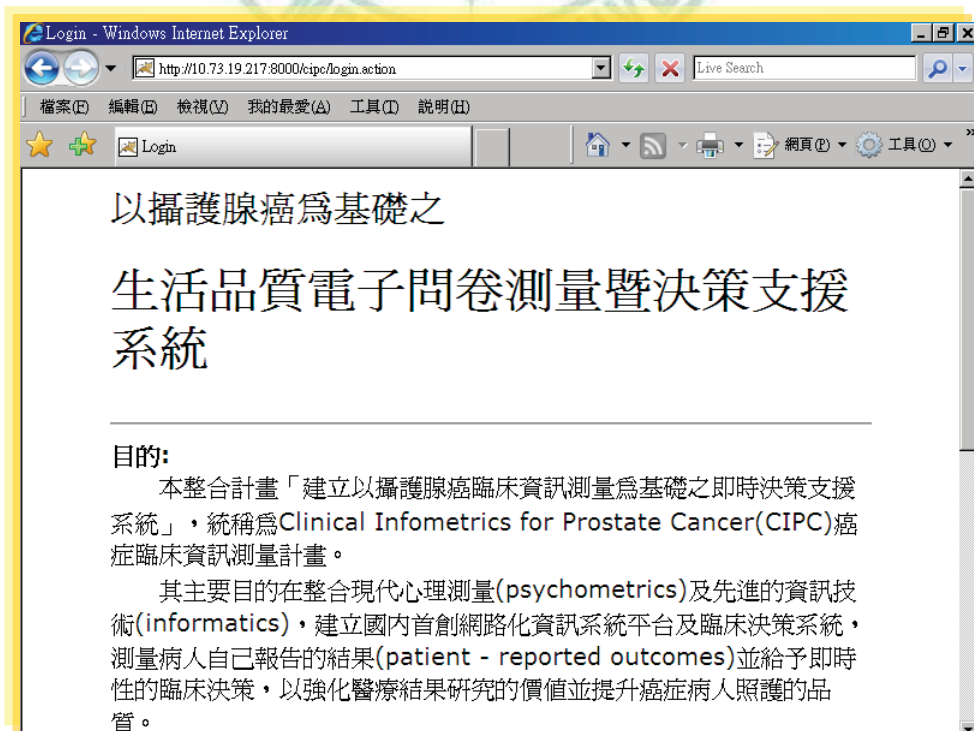 Login - Windows Internet Explorer
http://10.73.19.217:8000/cipc/login.action Live Search
檔案(F) 編輯(E) 檢視(V) 我的最愛(A) 工具(T) 說明(H)
Login 網頁(P) 工具(O) »
以攝護腺癌為基礎之
生活品質電子問卷測量暨決策支援
系統
目的:
本整合計畫「建立以攝護腺癌臨床資訊測量為基礎之即時決策支援
系統」，統稱為Clinical Infometrics for Prostate Cancer(CIPC)癌
症臨床資訊測量計畫。
其主要目的在整合現代心理測量(psychometrics)及先進的資訊技
術(informatics)，建立國內首創網路化資訊系統平台及臨床決策系統，
測量病人自己報告的結果(patient - reported outcomes)並給予即時
性的臨床決策，以強化醫療結果研究的價值並提升癌症病人照護的品
質。